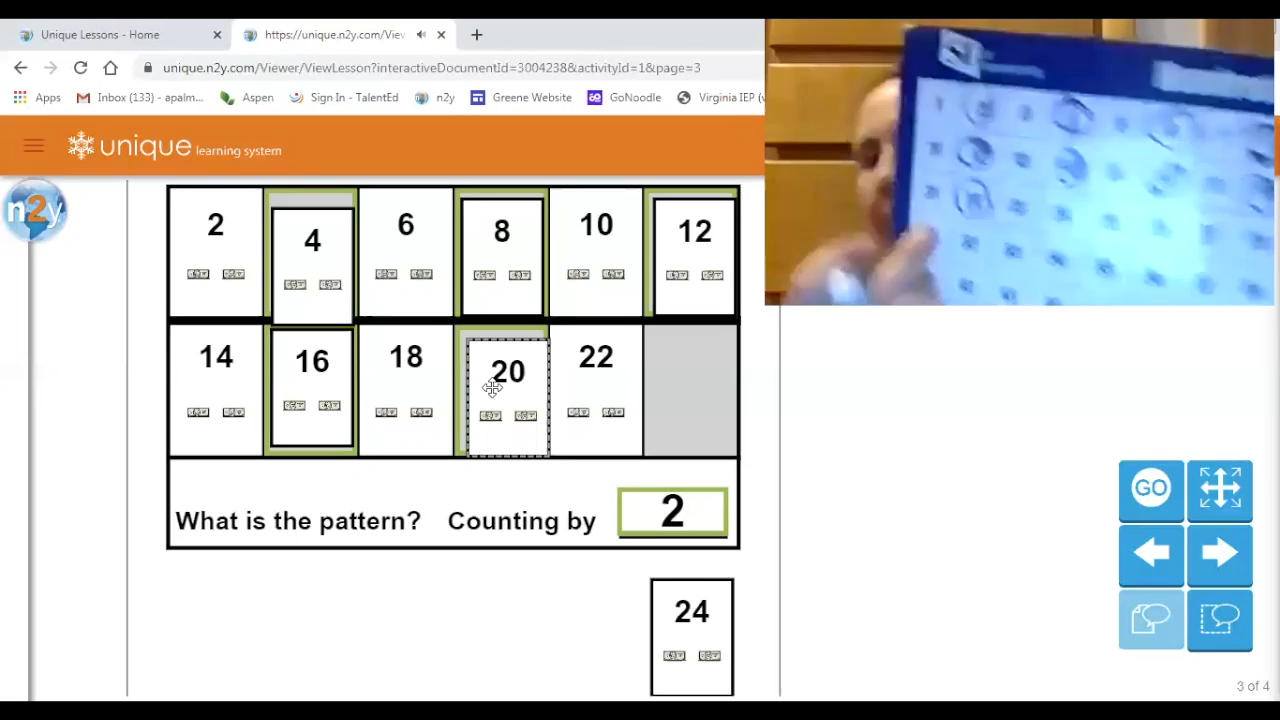 Unique Lessons - Home
https://unique.n2y.com/View
unique.n2y.com/Viewer/ViewLesson?interactiveDocumentId=3004238&activityId=1&page=3
Apps Inbox (133) - apalm... Aspen Sign In - TalentEd n2y Greene Website GoNoodle Virginia IEP
unique learning system
n2y
2 4 6 8 10 12
14 16 18 20 22
What is the pattern? Counting by 2
24
GO
3 of 4